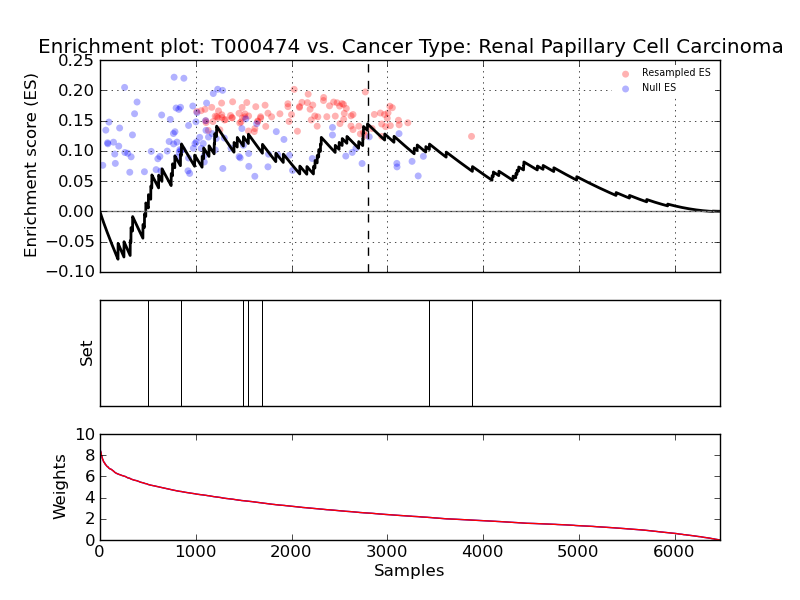 Enrichment plot: T000474 vs. Cancer Type: Renal Papillary Cell Carcinoma
Enrichment score (ES)
0.25
0.20
0.15
0.10
0.05
0.00
−0.05
−0.10
Resampled ES
Null ES
Set
Weights
10
8
6
4
2
0
0 1000 2000 3000 4000 5000 6000
Samples